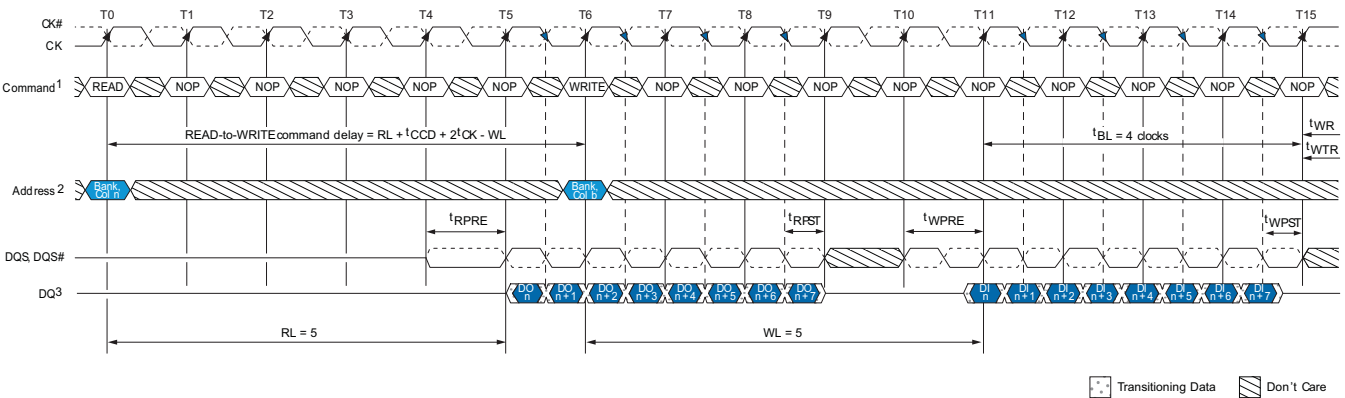 T0 T1 T2 T3 T4 T5 T6 T7 T8 T9 T10 T11 T12 T13 T14 T15
CK#
CK
Command1 READ NOP NOP NOP NOP NOP WRITE NOP NOP NOP NOP NOP NOP NOP NOP NOP
READ-to-WRITE command delay = RL + tCCD + 2tCK - WL
tBL = 4 clocks
tWR
tWTR
Address2
Bank, Col n
Bank, Col b
tRPRE tRPST tWPRE tWPST
DQS, DQS#
DQ3
DO n DO n+1 DO n+2 DO n+3 DO n+4 DO n+5 DO n+6 DO n+7 DI n DI n+1 DI n+2 DI n+3 DI n+4 DI n+5 DI n+6 DI n+7
RL = 5 WL = 5
Transitioning Data Don't Care